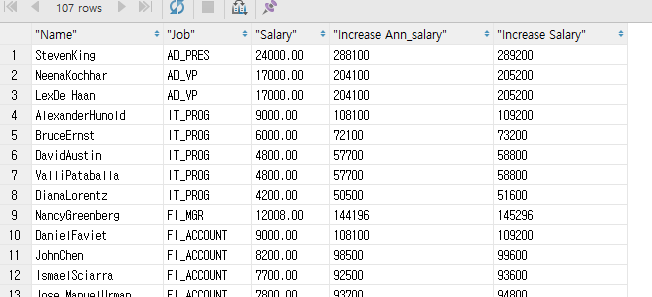 107 rows
"Name" "Job" "Salary" "Increase Ann_salary" "Increase Salary"
1 StevenKing AD_PRES 24000.00 288100 289200
2 NeenaKochhar AD_VP 17000.00 204100 205200
3 LexDe Haan AD_VP 17000.00 204100 205200
4 AlexanderHunold IT_PROG 9000.00 108100 109200
5 BruceErnst IT_PROG 6000.00 72100 73200
6 DavidAustin IT_PROG 4800.00 57700 58800
7 ValliPataballa IT_PROG 4800.00 57700 58800
8 DianaLorentz IT_PROG 4200.00 50500 51600
9 NancyGreenberg FI_MGR 12008.00 144196 145296
10 DanielFaviet FI_ACCOUNT 9000.00 108100 109200
11 JohnChen FI_ACCOUNT 8200.00 98500 99600
12 IsmaelSciarra FI_ACCOUNT 7700.00 92500 93600
13 Jose ManuelUrman FI_ACCOUNT 7800.00 93700 94800